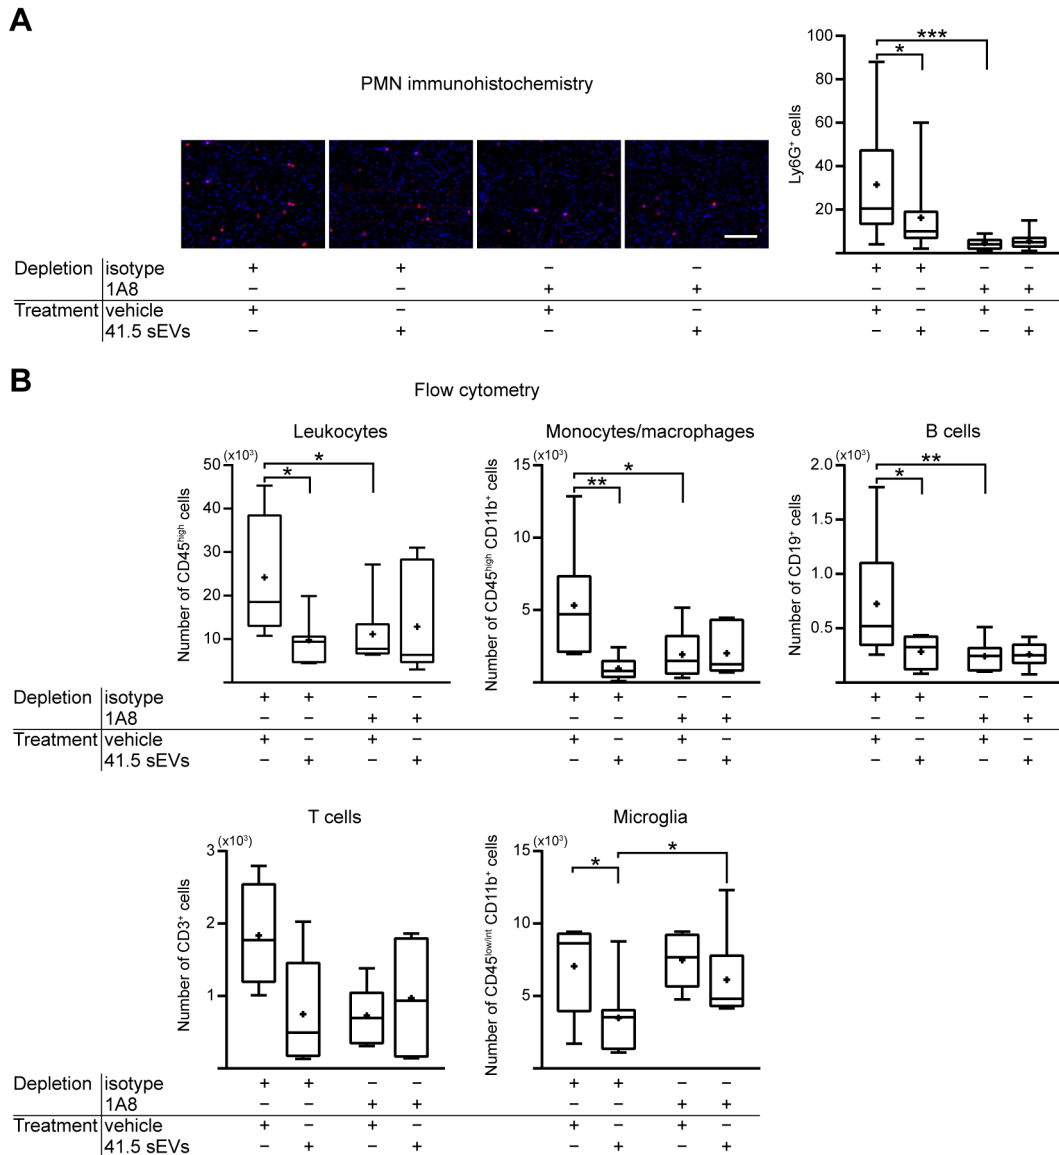 A
PMN immunohistochemistry
Ly6G⁺ cells
100
80
60
40
20
***
*
Depletion isotype + + − − + + − −
1A8 − − + + − − + +
Treatment vehicle + − + − + − + −
41.5 sEVs − + − + − + − +
B
Flow cytometry
Leukocytes
(x10³)
Number of CD45ʰⁱᵍʰ cells
50
40
30
20
10
*
*
Monocytes/macrophages
(x10³)
Number of CD45ʰⁱᵍʰ CD11b⁺ cells
15
10
5
*
**
B cells
(x10³)
Number of CD19⁺ cells
2.0
1.5
1.0
0.5
**
*
Depletion isotype + + − − + + − − + + − −
1A8 − − + + − − + + − − + +
Treatment vehicle + − + − + − + − + − + −
41.5 sEVs − + − + − + − + − + − +
T cells
(x10³)
Number of CD3⁺ cells
3
2
1
Microglia
(x10³)
Number of CD45ˡᵒʷ/ⁱⁿᵗ CD11b⁺ cells
15
10
5
*
*
Depletion isotype + + − − + + − −
1A8 − − + + − − + +
Treatment vehicle + − + − + − + −
41.5 sEVs − + − + − + − +